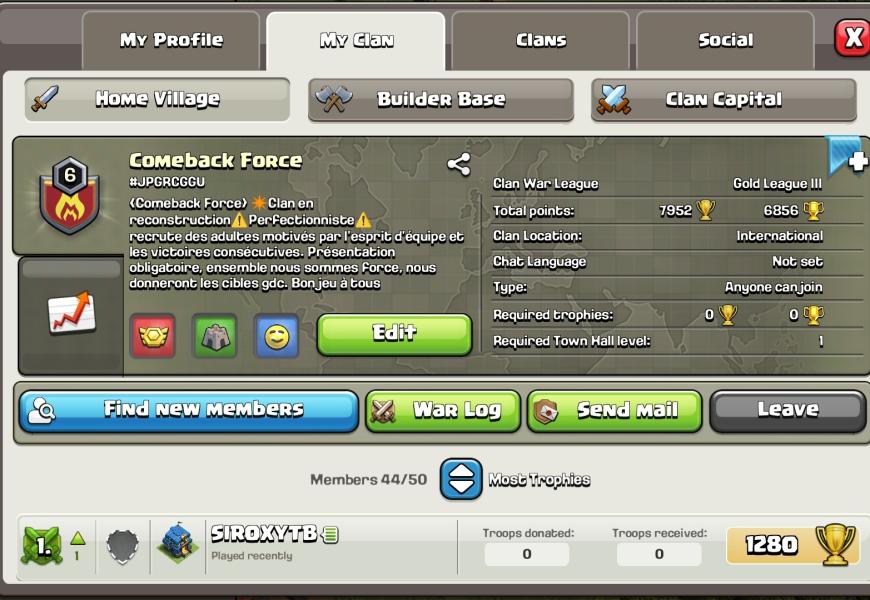 My Profile
My Clan
Clans
Social
X
Home Village
Builder Base
Clan Capital
6
Comeback Force
#JPGRCGGU
{Comeback Force} 💥Clan en
reconstruction⚠️Perfectionniste⚠️
recrute des adultes motivés par l'esprit d'équipe et
les victoires consécutives. Présentation
obligatoire, ensemble nous sommes force, nous
donneront les cibles gdc. Bon jeu à tous
Edit
Clan War League Gold League III
Total points: 7952 6856
Clan Location: International
Chat Language Not set
Type: Anyone can join
Required trophies: 0 0
Required Town Hall level: 1
Find new members
War Log
Send mail
Leave
Members 44/50
Most Trophies
1.
1
SIROXYTB
Played recently
Troops donated:
0
Troops received:
0
1280